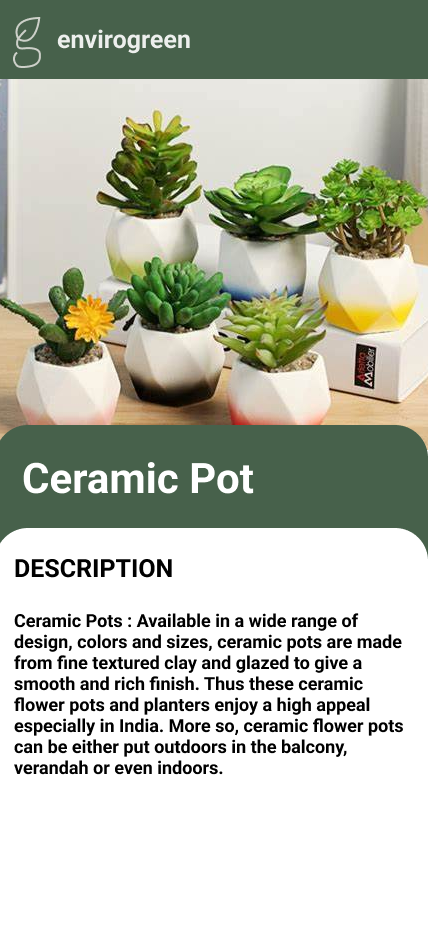 envirogreen
Arletta
Mobilier
Ceramic Pot
DESCRIPTION
Ceramic Pots : Available in a wide range of
design, colors and sizes, ceramic pots are made
from fine textured clay and glazed to give a
smooth and rich finish. Thus these ceramic
flower pots and planters enjoy a high appeal
especially in India. More so, ceramic flower pots
can be either put outdoors in the balcony,
verandah or even indoors.